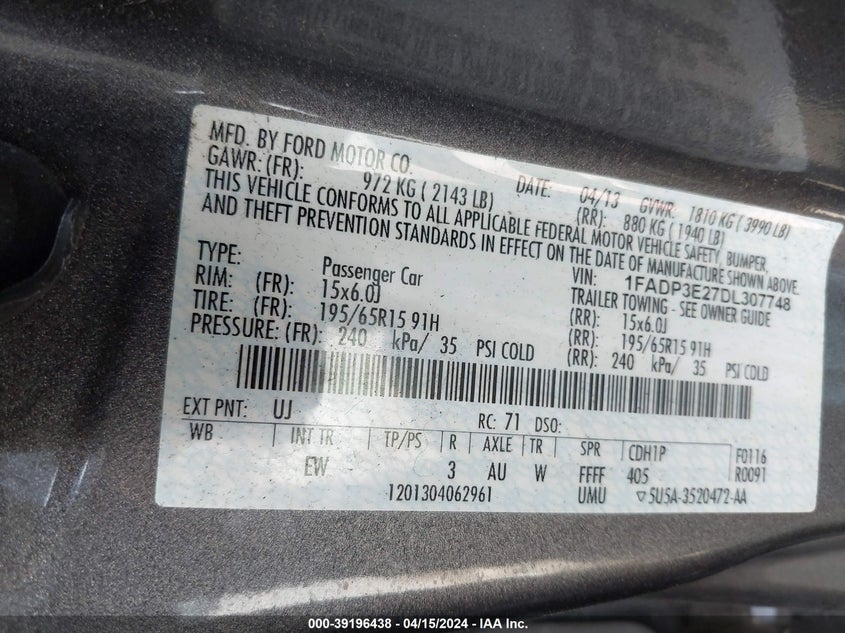 MFD. BY FORD MOTOR CO.
DATE: 04/13 GVWR: 1810 KG ( 3990 LB)
GAWR: (FR): 972 KG ( 2143 LB) (RR): 880 KG ( 1940 LB)
THIS VEHICLE CONFORMS TO ALL APPLICABLE FEDERAL MOTOR VEHICLE SAFETY, BUMPER,
AND THEFT PREVENTION STANDARDS IN EFFECT ON THE DATE OF MANUFACTURE SHOWN ABOVE.
VIN: 1FADP3E27DL307748
TYPE: Passenger Car TRAILER TOWING - SEE OWNER GUIDE
RIM: (FR): 15x6.0J (RR): 15x6.0J
TIRE: (FR): 195/65R15 91H (RR): 195/65R15 91H
PRESSURE: (FR): 240 kPa/ 35 PSI COLD (RR): 240 kPa/ 35 PSI COLD
EXT PNT: UJ RC: 71 DSO:
WB INT TR TP/PS R AXLE TR SPR CDH1P F0116
EW 3 AU W FFFF 405 R0091
1201304062961 UMU ▽5U5A-3520472-AA
000-39196438 - 04/15/2024 - IAA Inc.